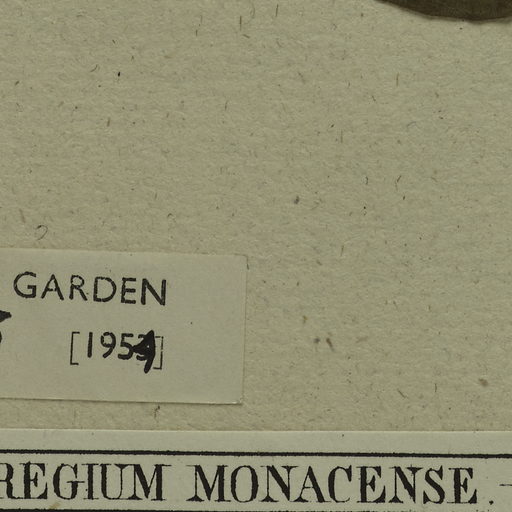 GARDEN
[1954]
REGIUM MONACENSE. —